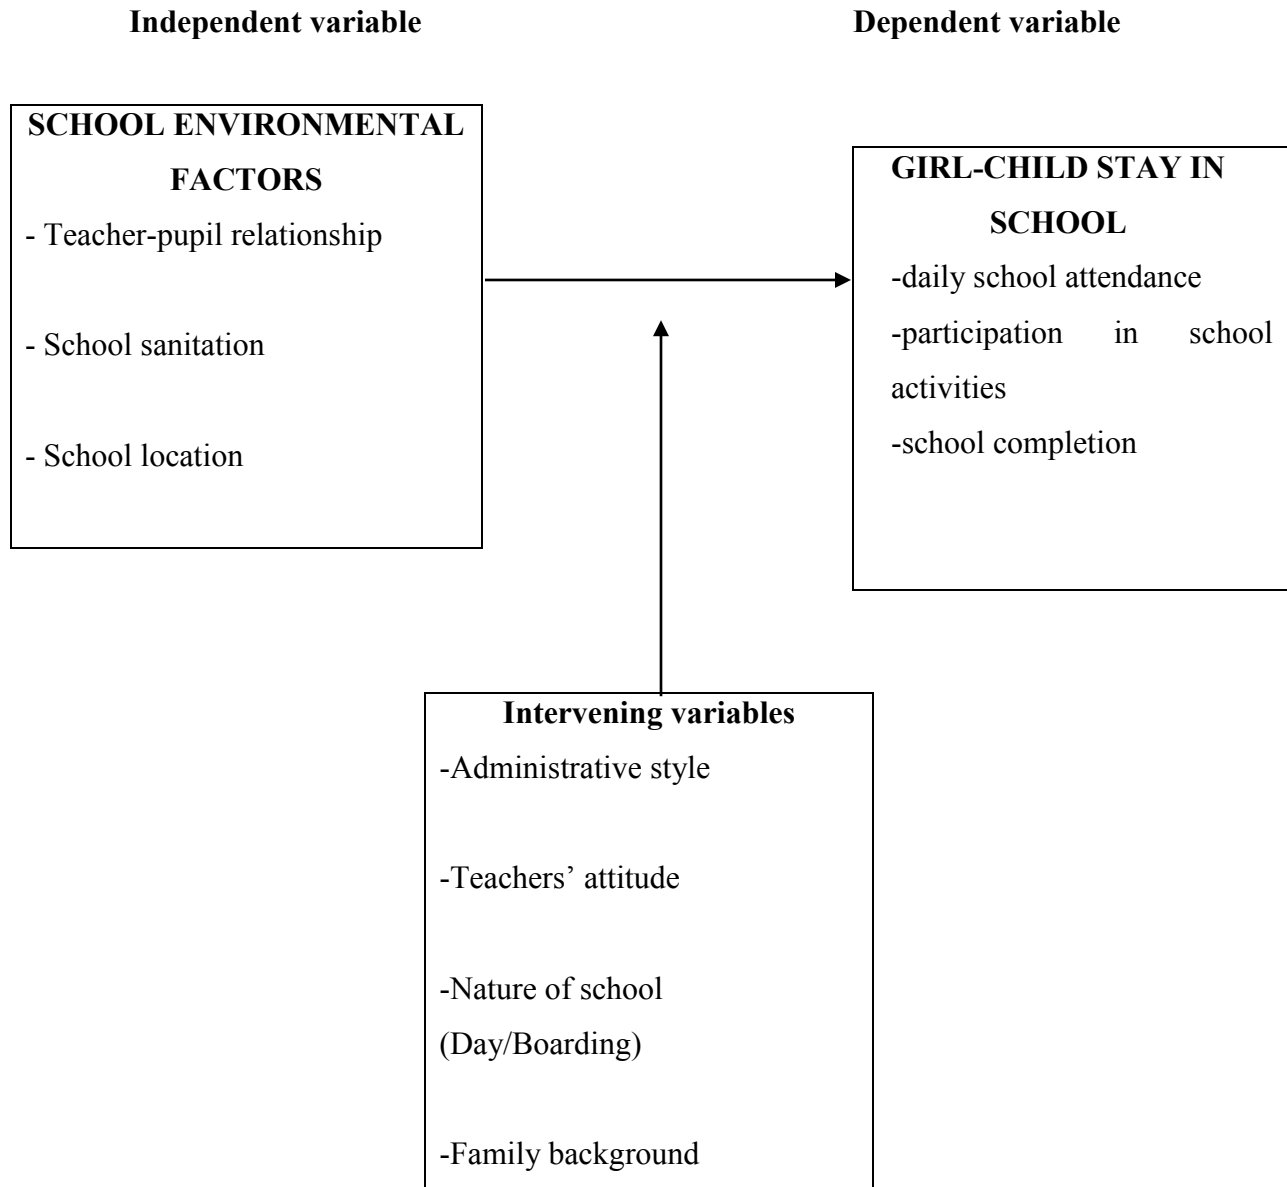 Independent variable
Dependent variable
SCHOOL ENVIRONMENTAL
FACTORS
- Teacher-pupil relationship
- School sanitation
- School location
GIRL-CHILD STAY IN
SCHOOL
-daily school attendance
-participation in school
activities
-school completion
Intervening variables
-Administrative style
-Teachers’ attitude
-Nature of school
(Day/Boarding)
-Family background